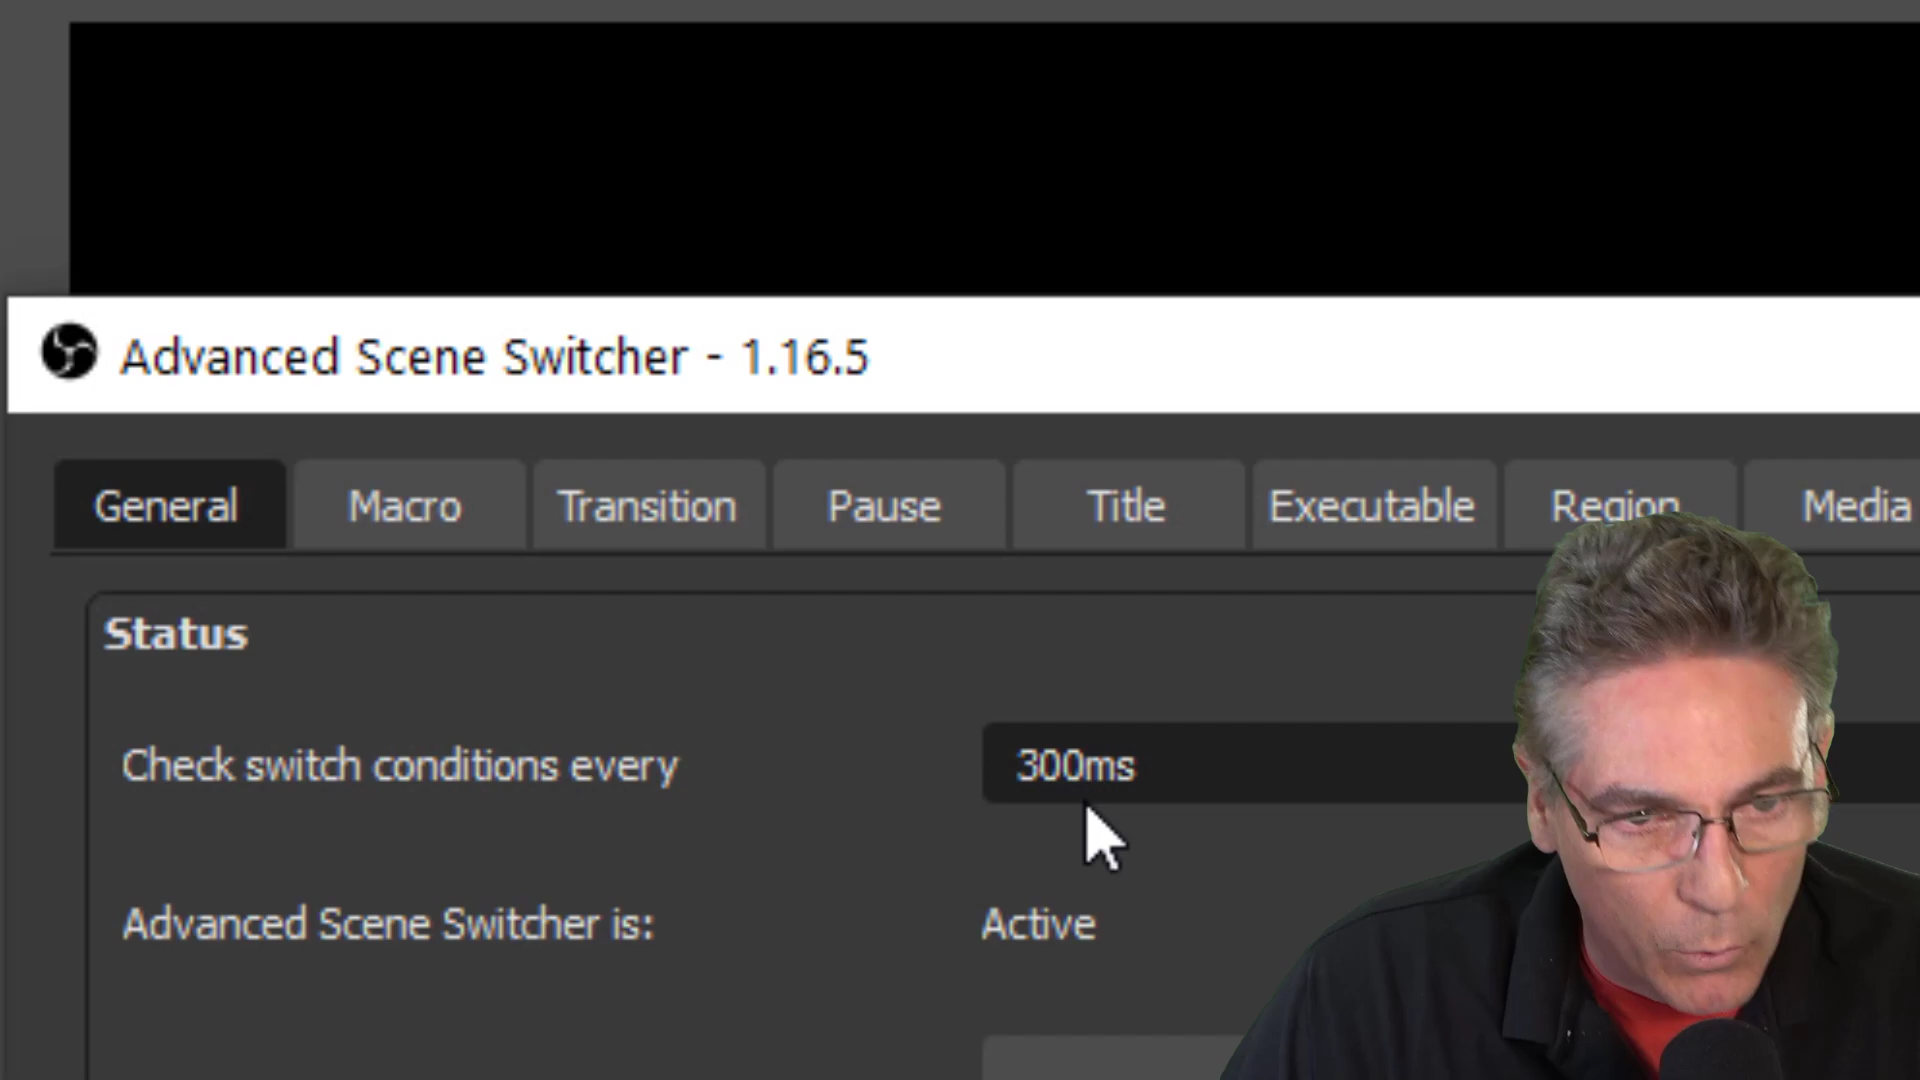 Advanced Scene Switcher - 1.16.5
General Macro Transition Pause Title Executable Region Media
Status
Check switch conditions every 300ms
Advanced Scene Switcher is: Active